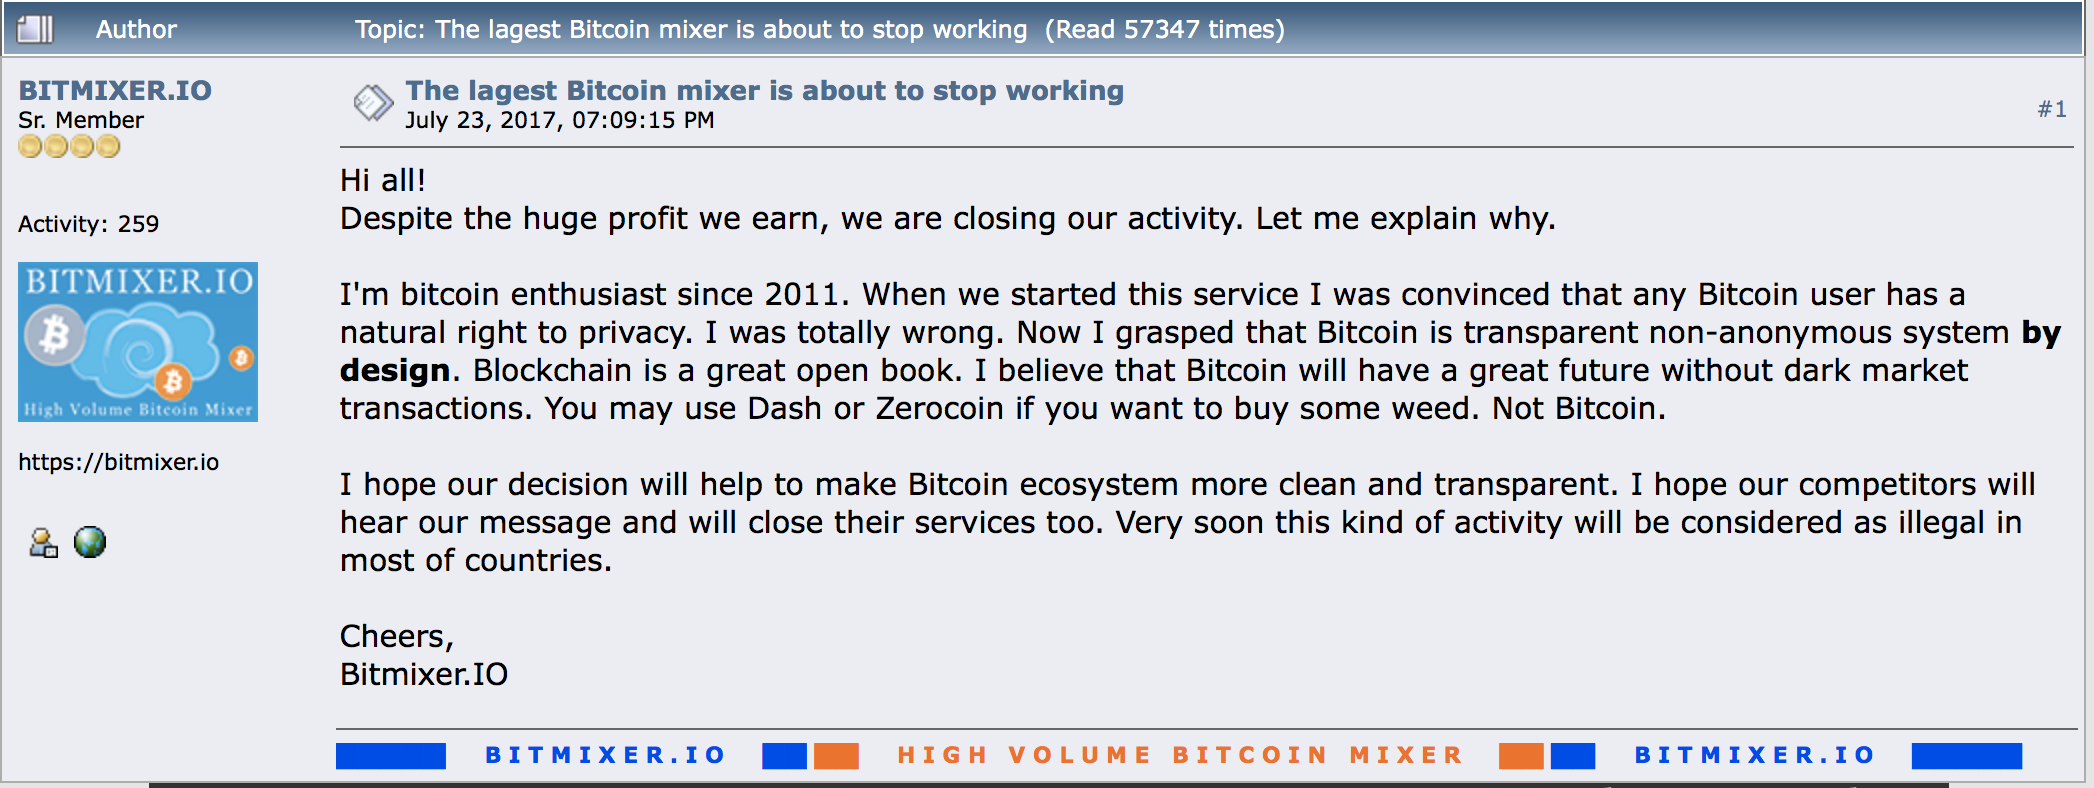 Author Topic: The lagest Bitcoin mixer is about to stop working (Read 57347 times)
BITMIXER.IO
Sr. Member
Activity: 259
BITMIXER.IO
High Volume Bitcoin Mixer
https://bitmixer.io
The lagest Bitcoin mixer is about to stop working
July 23, 2017, 07:09:15 PM
#1
Hi all!
Despite the huge profit we earn, we are closing our activity. Let me explain why.
I'm bitcoin enthusiast since 2011. When we started this service I was convinced that any Bitcoin user has a
natural right to privacy. I was totally wrong. Now I grasped that Bitcoin is transparent non-anonymous system by
design. Blockchain is a great open book. I believe that Bitcoin will have a great future without dark market
transactions. You may use Dash or Zerocoin if you want to buy some weed. Not Bitcoin.
I hope our decision will help to make Bitcoin ecosystem more clean and transparent. I hope our competitors will
hear our message and will close their services too. Very soon this kind of activity will be considered as illegal in
most of countries.
Cheers,
Bitmixer.IO
BITMIXER.IO HIGH VOLUME BITCOIN MIXER BITMIXER.IO